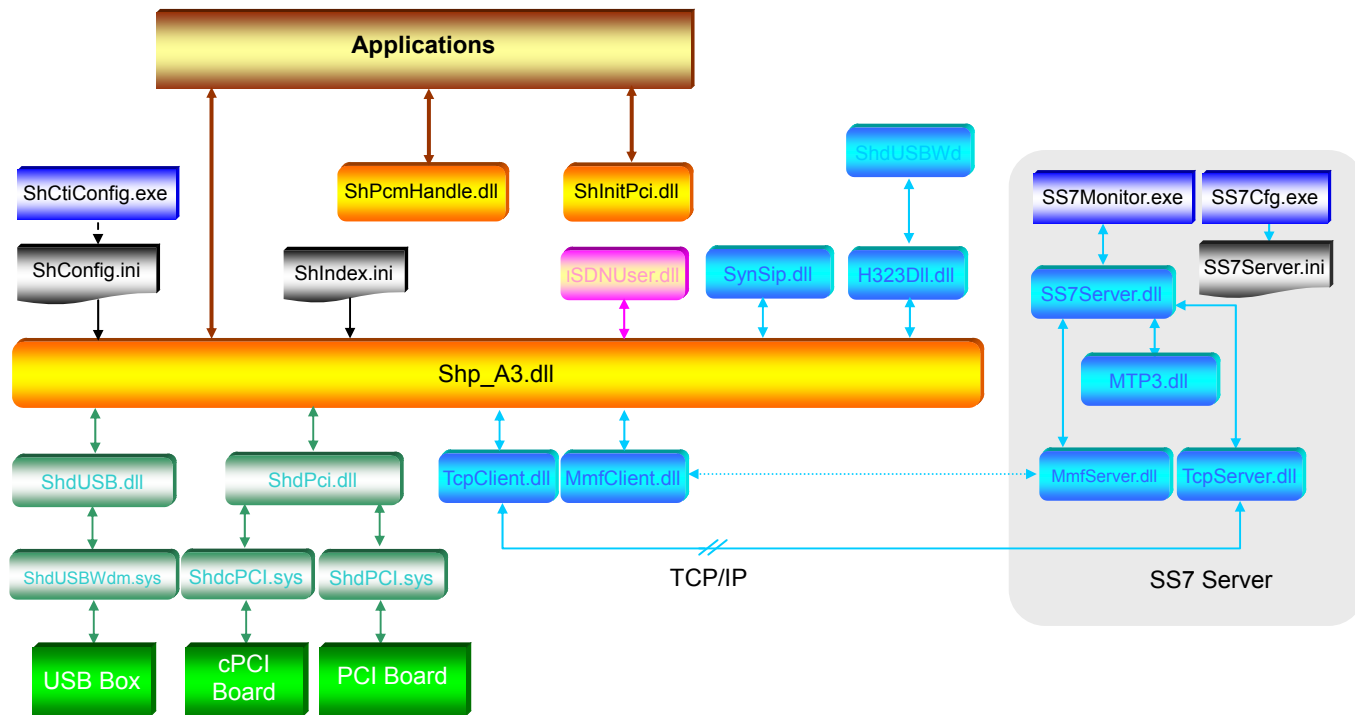 Applications
ShdUSBWd
ShCtiConfig.exe
ShPcmHandle.dll
ShInitPci.dll
SS7Monitor.exe
SS7Cfg.exe
ShConfig.ini
ShIndex.ini
iSDNUser.dll
SynSip.dll
H323Dll.dll
SS7Server.dll
SS7Server.ini
Shp_A3.dll
MTP3.dll
ShdUSB.dll
ShdPci.dll
TcpClient.dll
MmfClient.dll
MmfServer.dll
TcpServer.dll
ShdUSBWdm.sys
ShdcPCI.sys
ShdPCI.sys
TCP/IP
SS7 Server
USB Box
cPCI
Board
PCI Board